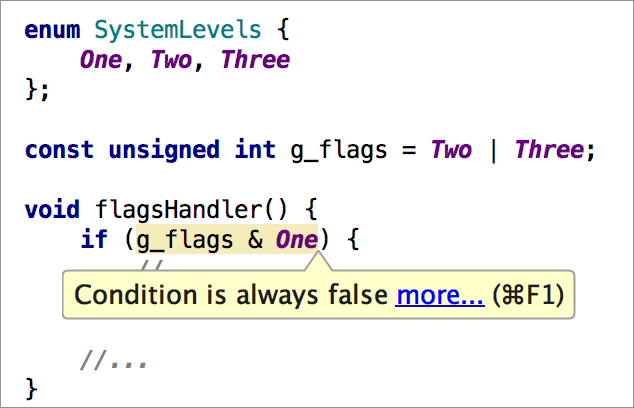 enum SystemLevels {
One, Two, Three
};
const unsigned int g_flags = Two | Three;
void flagsHandler() {
if (g_flags & One) {
//
Condition is always false more... (⌘F1)
//...
}